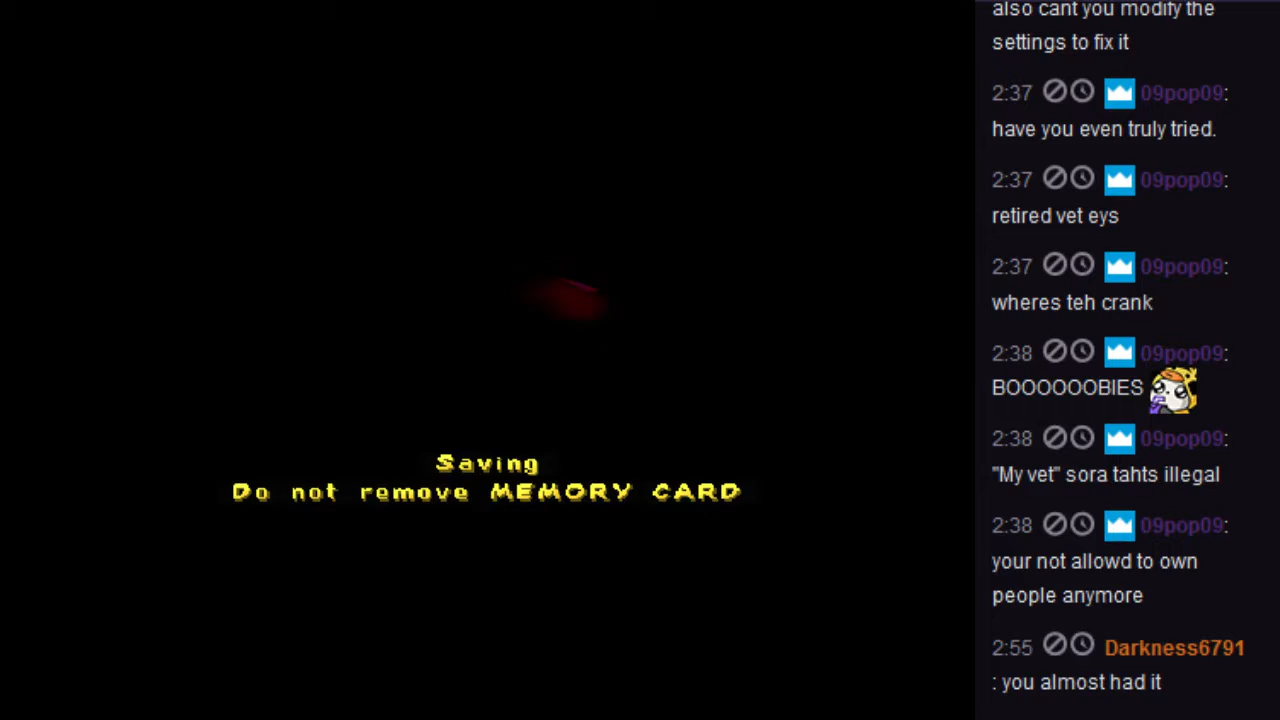 Saving
Do not remove MEMORY CARD
also cant you modify the
settings to fix it
2:37 09pop09:
have you even truly tried.
2:37 09pop09:
retired vet eys
2:37 09pop09:
wheres teh crank
2:38 09pop09:
BOOOOOOBIES
2:38 09pop09:
"My vet" sora tahts illegal
2:38 09pop09:
your not allowd to own
people anymore
2:55 Darkness6791
: you almost had it